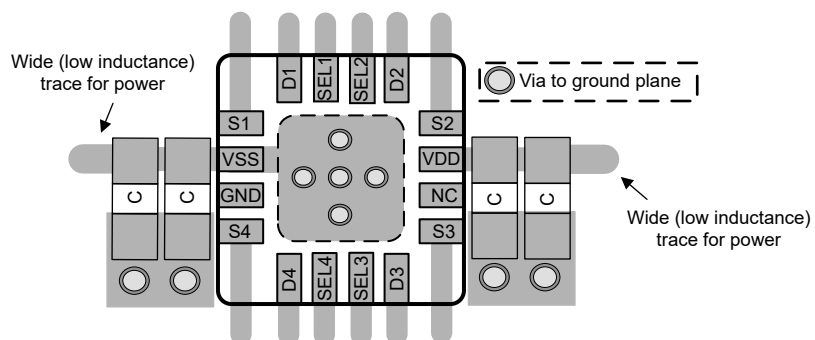 Wide (low inductance)
trace for power
D1
SEL1
SEL2
D2
Via to ground plane
S1
S2
VSS
VDD
GND
NC
S4
S3
C
C
C
C
D4
SEL4
SEL3
D3
Wide (low inductance)
trace for power